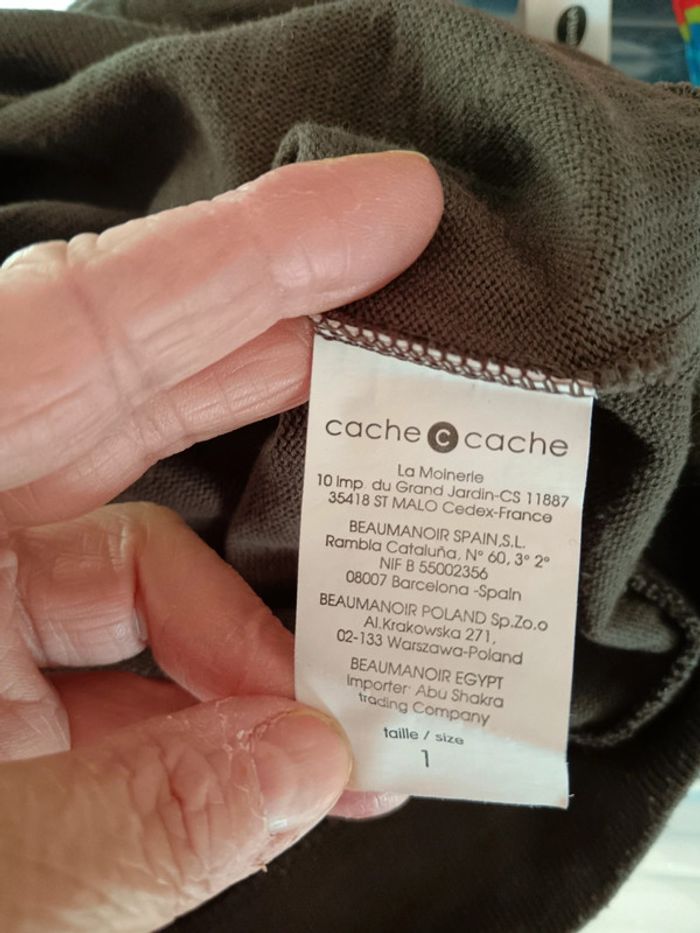 cache c cache
La Moinerie
10 Imp. du Grand Jardin-CS 11887
35418 ST MALO Cedex-France
BEAUMANOIR SPAIN,S.L.
Rambla Cataluña, N° 60, 3° 2°
NIF B 55002356
08007 Barcelona -Spain
BEAUMANOIR POLAND Sp.Zo.o
Al.Krakowska 271,
02-133 Warszawa-Poland
BEAUMANOIR EGYPT
Importer: Abu Shakra
trading Company
taille / size
1